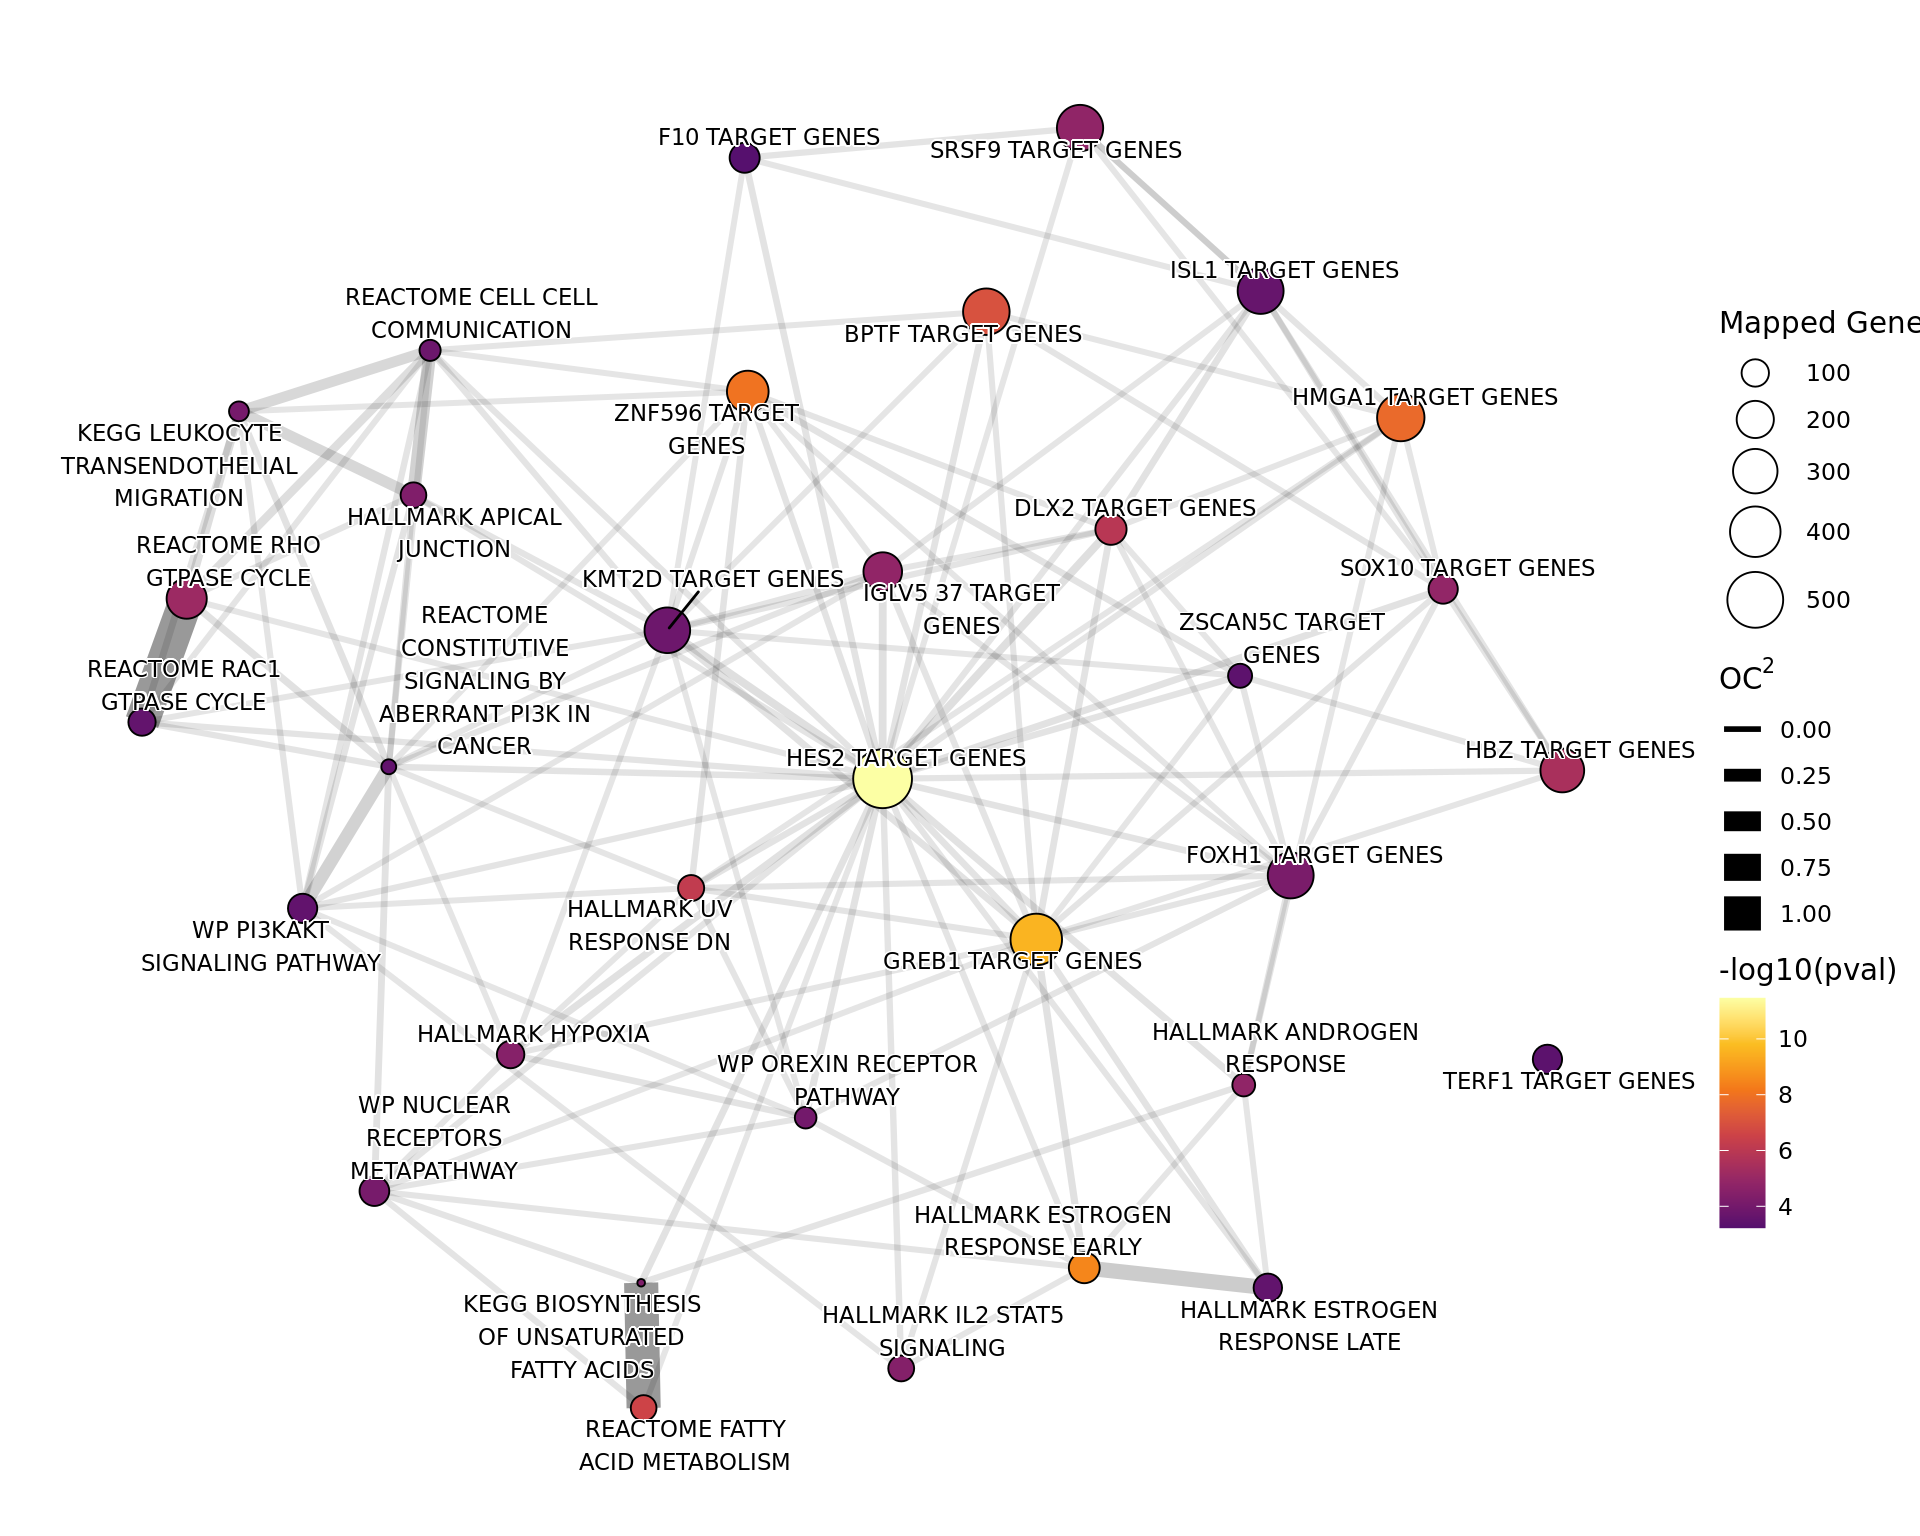 F10 TARGET GENES
SRSF9 TARGET GENES
ISL1 TARGET GENES
REACTOME CELL CELL
COMMUNICATION
BPTF TARGET GENES
HMGA1 TARGET GENES
ZNF596 TARGET
GENES
KEGG LEUKOCYTE
TRANSENDOTHELIAL
MIGRATION
HALLMARK APICAL
JUNCTION
DLX2 TARGET GENES
REACTOME RHO
GTPASE CYCLE
KMT2D TARGET GENES
IGLV5 37 TARGET
GENES
SOX10 TARGET GENES
REACTOME
CONSTITUTIVE
SIGNALING BY
ABERRANT PI3K IN
CANCER
ZSCAN5C TARGET
GENES
REACTOME RAC1
GTPASE CYCLE
HES2 TARGET GENES
HBZ TARGET GENES
FOXH1 TARGET GENES
HALLMARK UV
RESPONSE DN
WP PI3KAKT
SIGNALING PATHWAY
GREB1 TARGET GENES
HALLMARK HYPOXIA
HALLMARK ANDROGEN
RESPONSE
WP OREXIN RECEPTOR
PATHWAY
TERF1 TARGET GENES
WP NUCLEAR
RECEPTORS
METAPATHWAY
HALLMARK ESTROGEN
RESPONSE EARLY
KEGG BIOSYNTHESIS
OF UNSATURATED
FATTY ACIDS
HALLMARK IL2 STAT5
SIGNALING
HALLMARK ESTROGEN
RESPONSE LATE
REACTOME FATTY
ACID METABOLISM
Mapped Gene
100
200
300
400
500
OC2
0.00
0.25
0.50
0.75
1.00
-log10(pval)
10
8
6
4